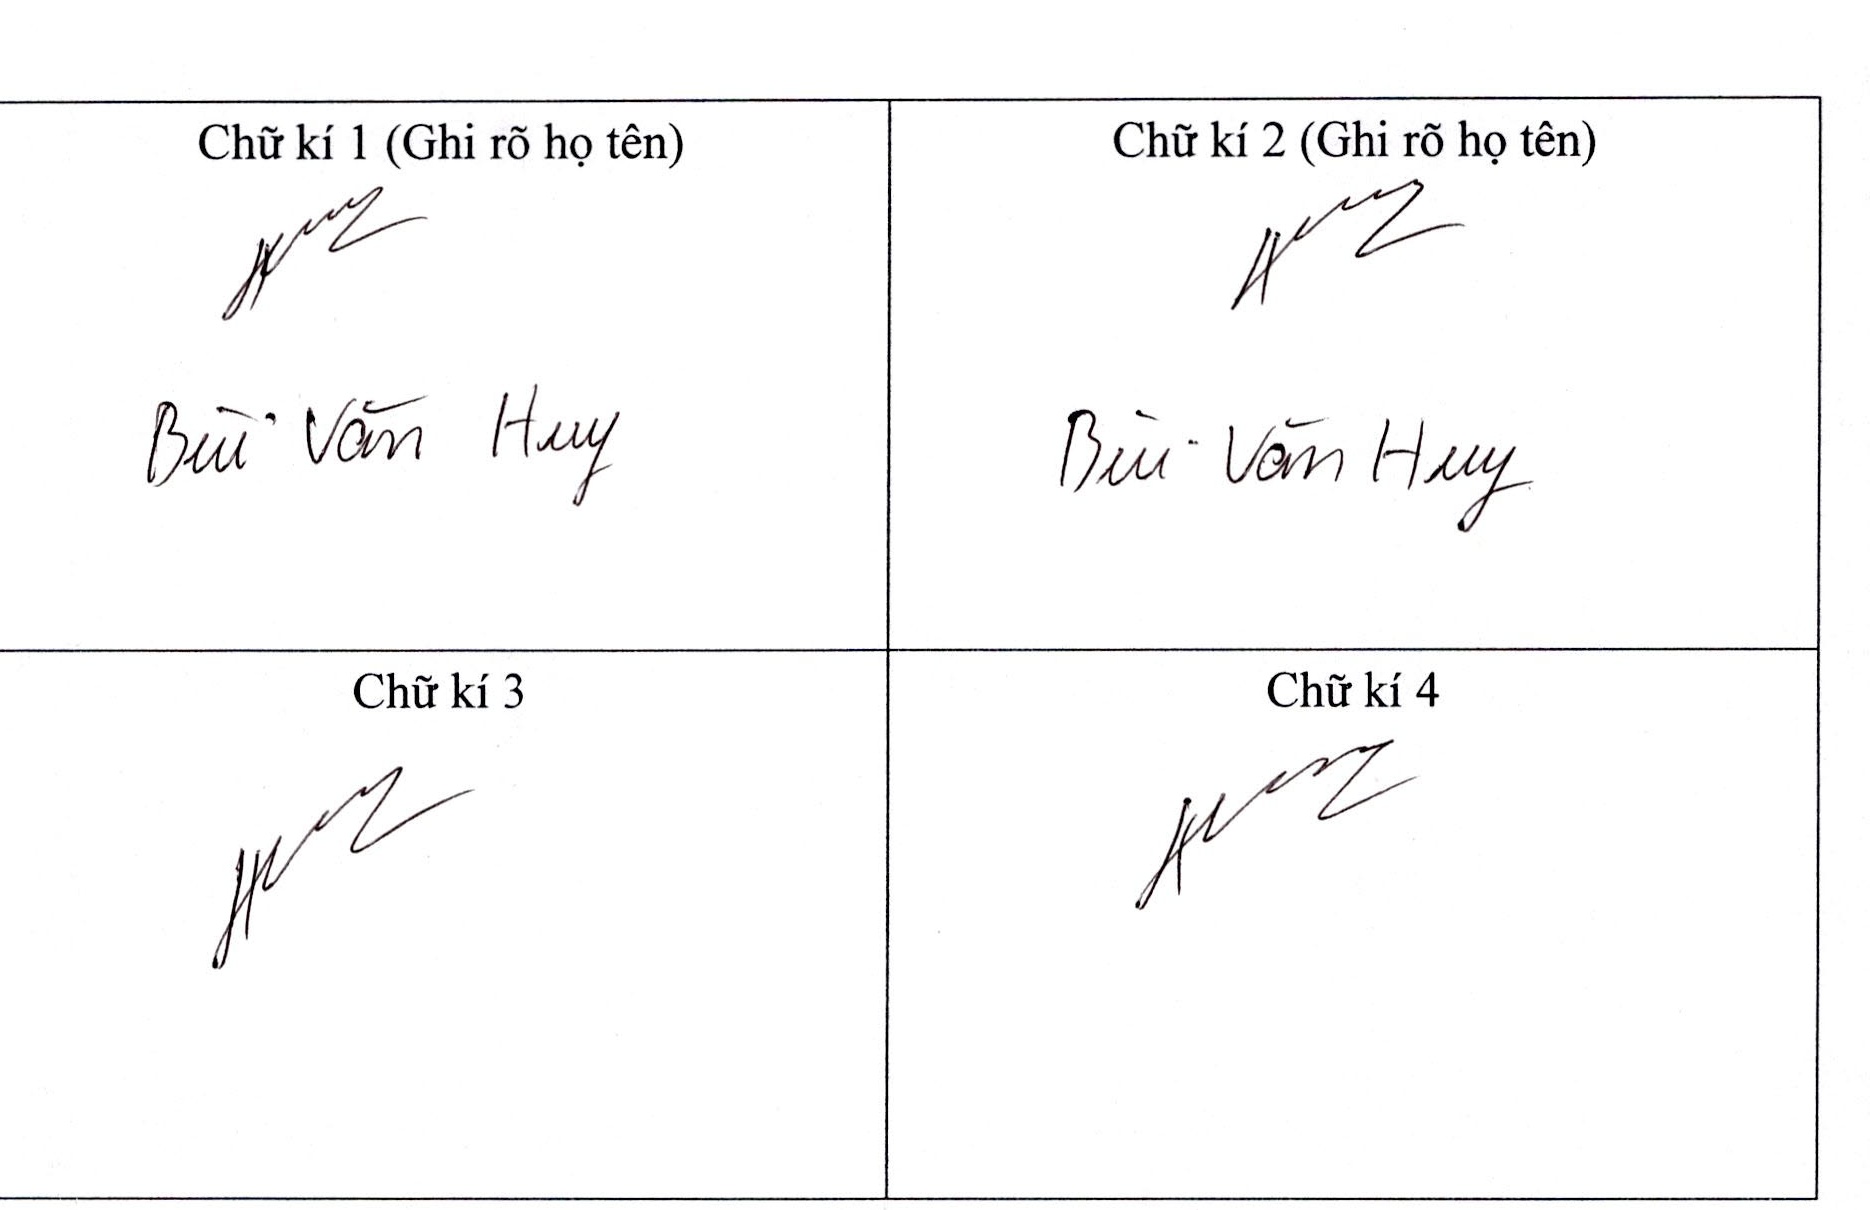 Chữ kí 1 (Ghi rõ họ tên)
Bùi Văn Huy
Chữ kí 2 (Ghi rõ họ tên)
Bùi Văn Huy
Chữ kí 3
Chữ kí 4